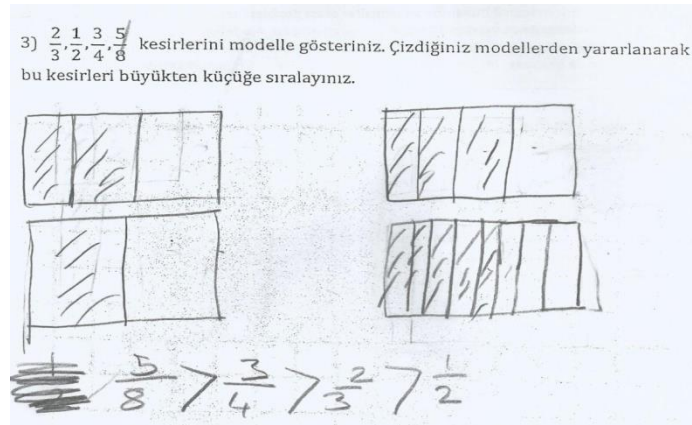 3) 2/3, 1/2, 3/4, 5/8 kesirlerini modelle gösteriniz. Çizdiğiniz modellerden yararlanarak
bu kesirleri büyükten küçüğe sıralayınız.
5/8 > 3/4 > 2/3 > 1/2